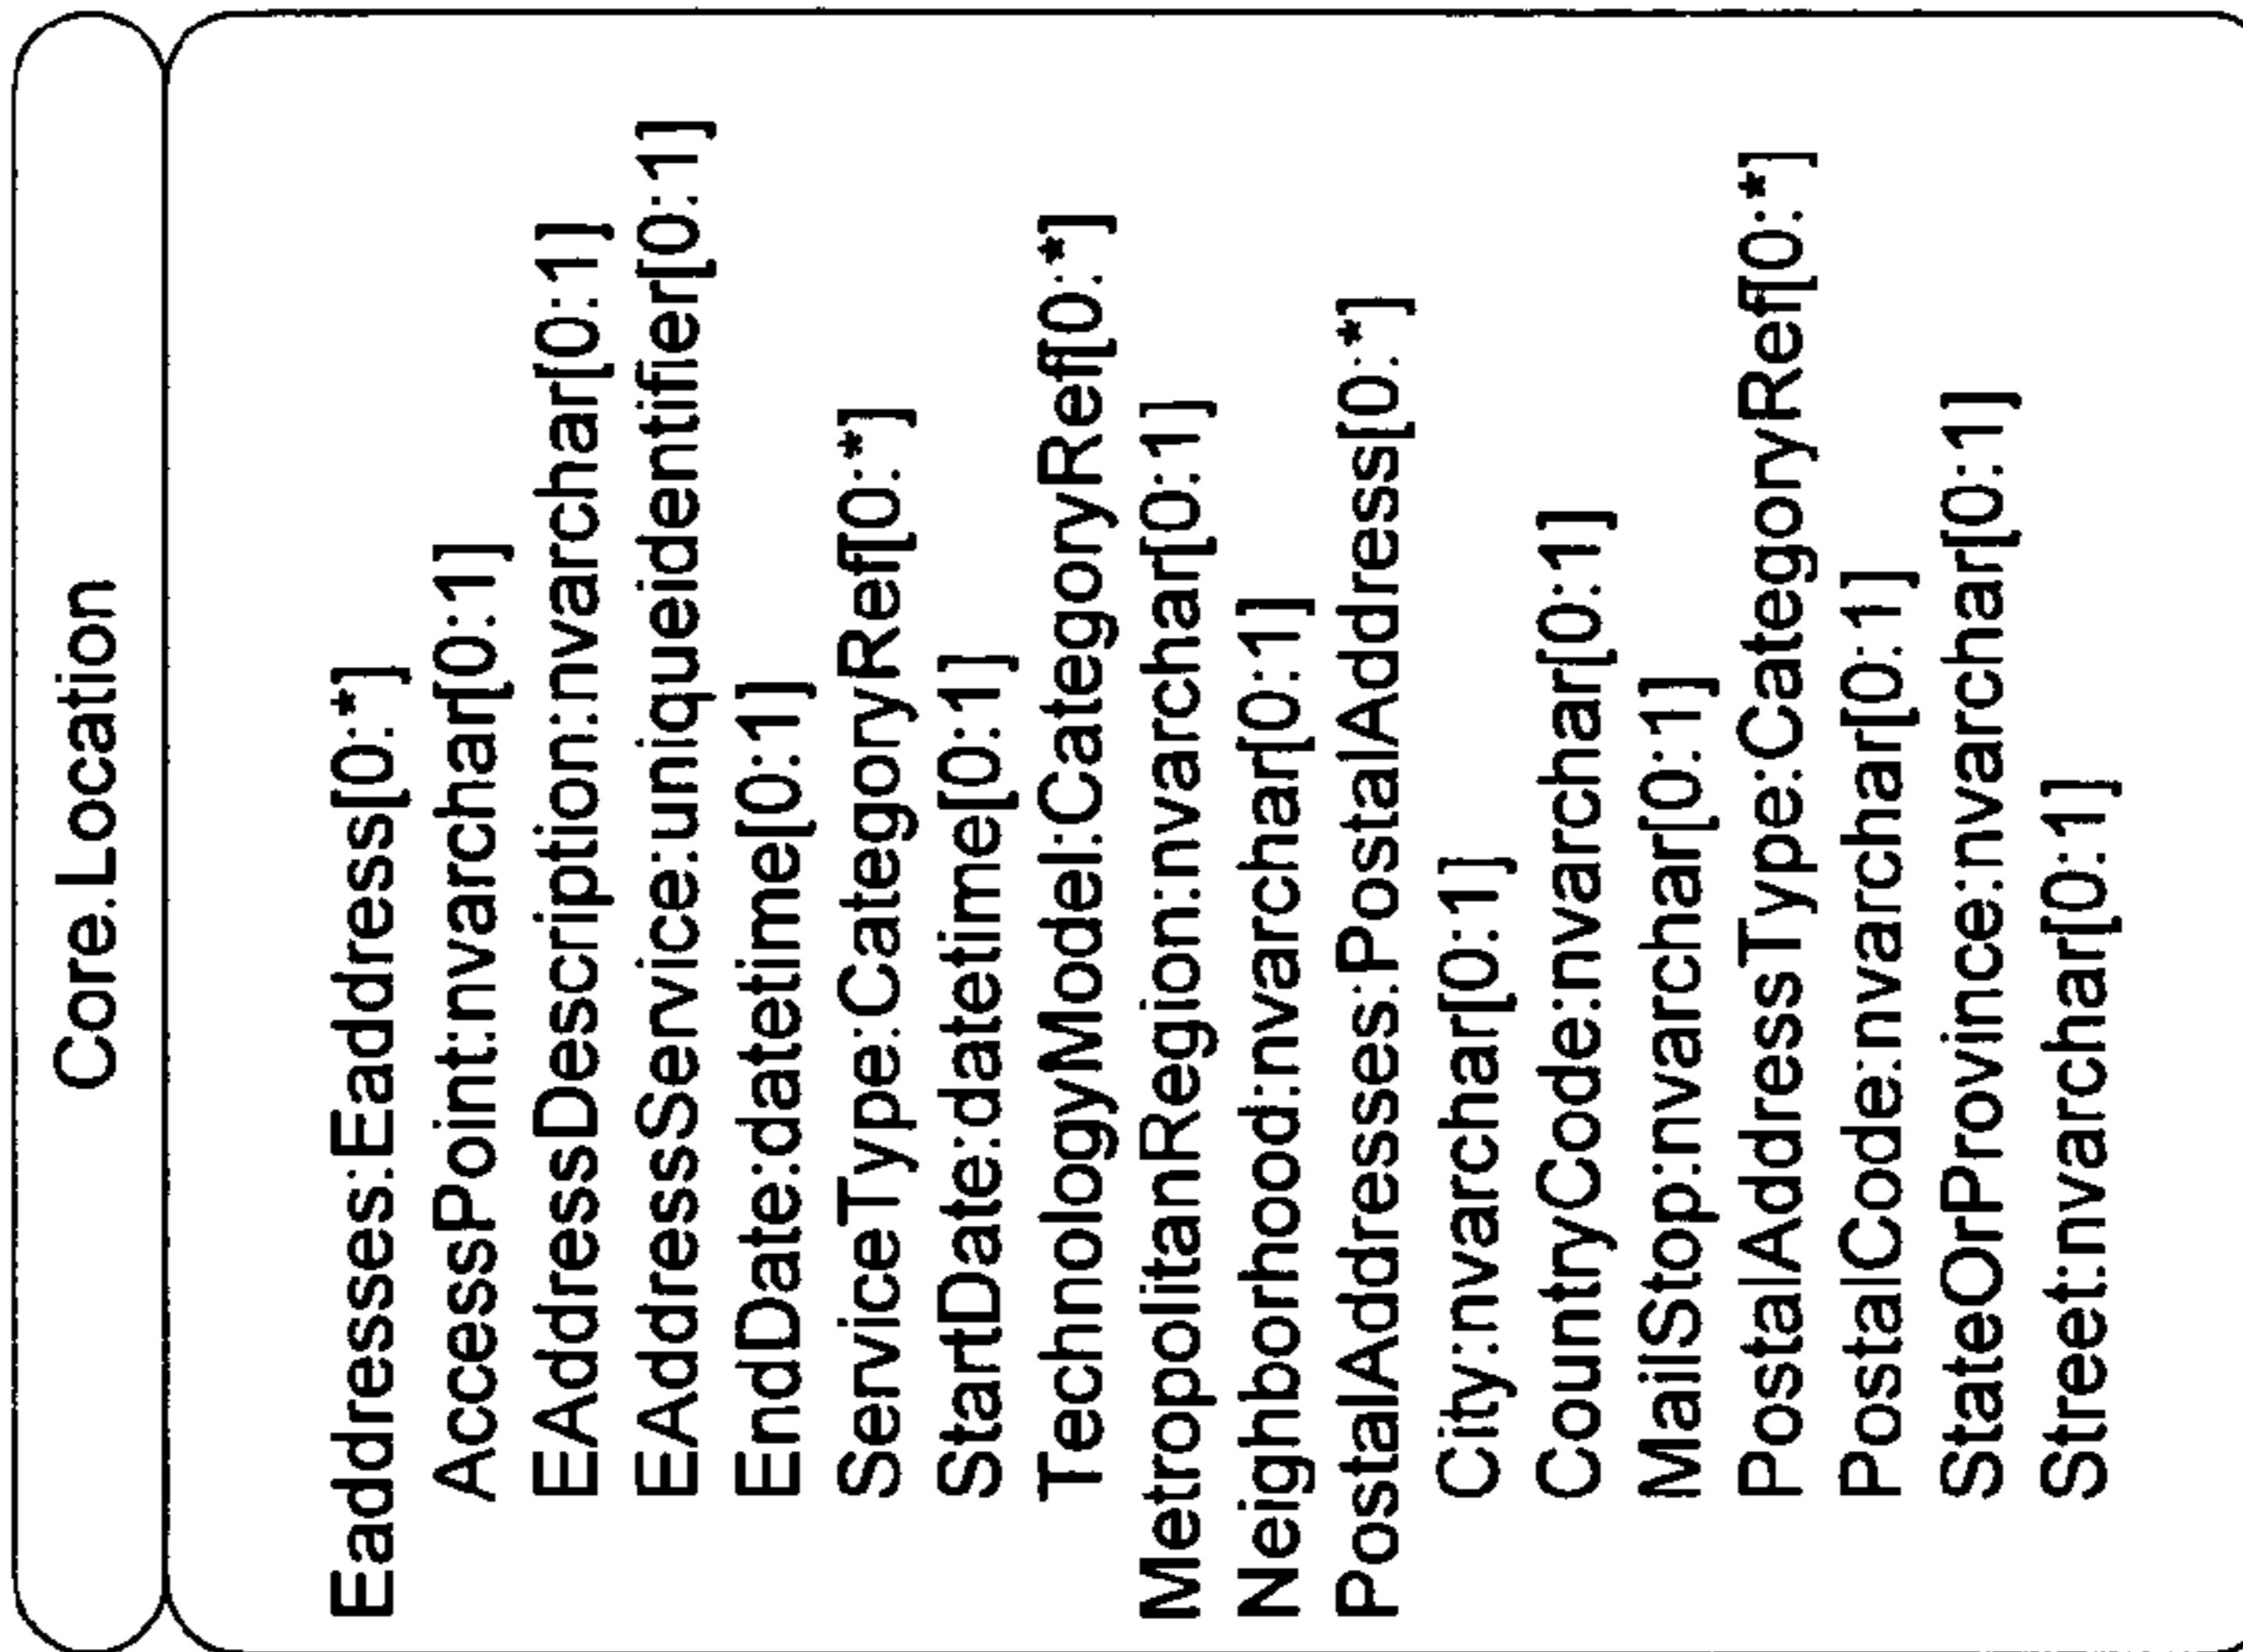 Core.Location
Eaddresses:Eaddress[0:*]
AccessPoint:nvarchar[0:1]
EAddressDescription:nvarchar[0:1]
EAddressService:uniqueidentifier[0:1]
EndDate:datetime[0:1]
ServiceType:CategoryRef[0:*]
StartDate:datetime[0:1]
TechnologyModel:CategoryRef[0:*]
MetropolitanRegion:nvarchar[0:1]
Neighborhood:nvarchar[0:1]
PostalAddresses:PostalAddress[0:*]
City:nvarchar[0:1]
CountryCode:nvarchar[0:1]
MailStop:nvarchar[0:1]
PostalAddressType:CategoryRef[0:*]
PostalCode:nvarchar[0:1]
StateOrProvince:nvarchar[0:1]
Street:nvarchar[0:1]